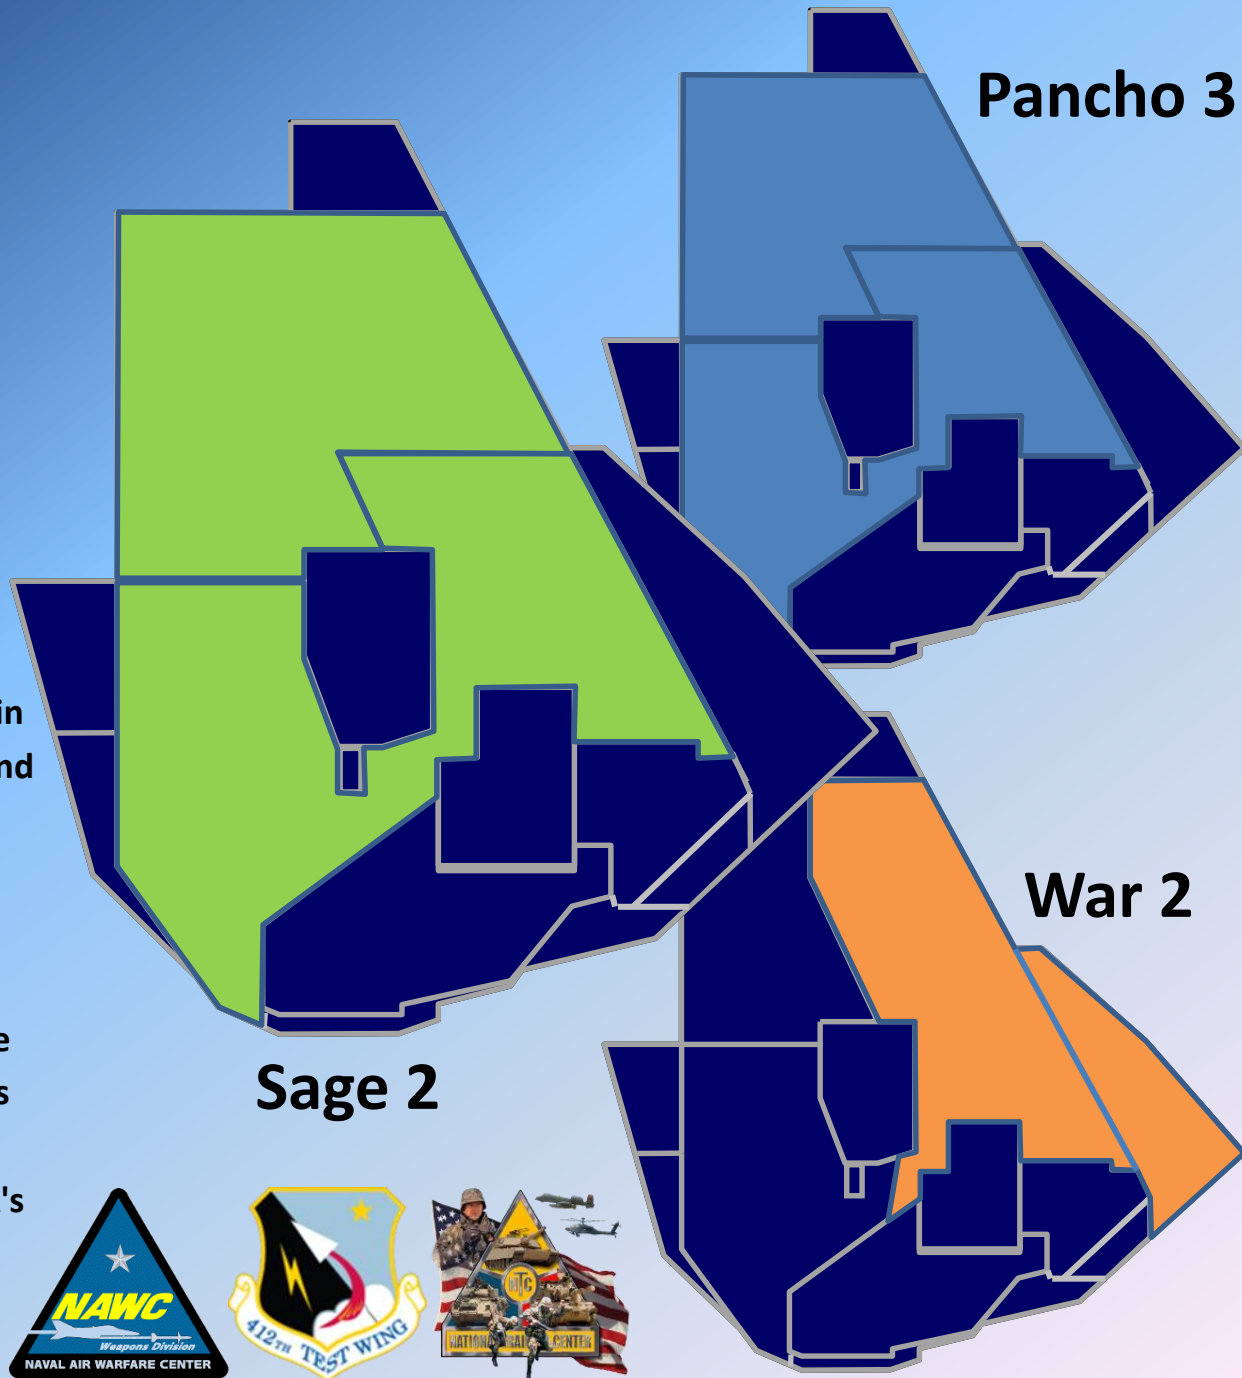 Pancho 3
in
nd
War 2
e
s
Sage 2
's
NAWC
Weapons Division
NAVAL AIR WARFARE CENTER
412TH TEST WING
NTC
NATIONAL TRAINING CENTER